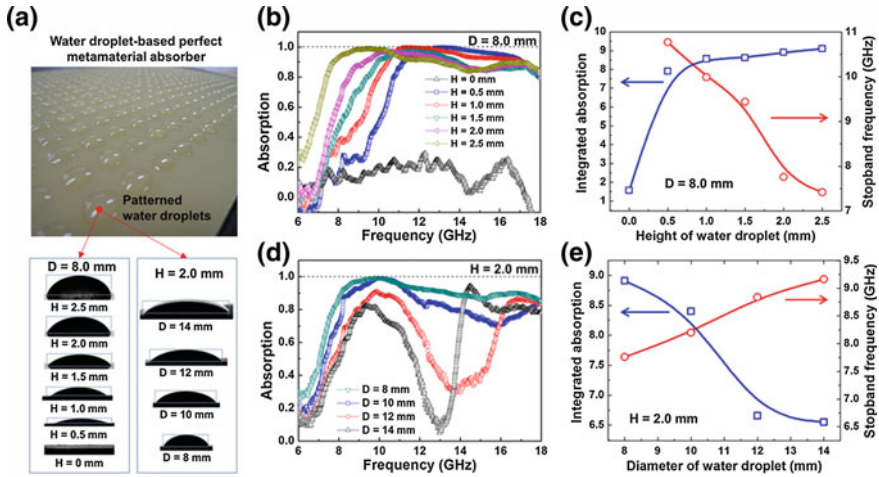 (a)
Water droplet-based perfect
metamaterial absorber
Patterned
water droplets
D = 8.0 mm
H = 2.5 mm
H = 2.0 mm
H = 1.5 mm
H = 1.0 mm
H = 0.5 mm
H = 0 mm
H = 2.0 mm
D = 14 mm
D = 12 mm
D = 10 mm
D = 8 mm
(b)
D = 8.0 mm
Absorption
1.0
0.8
0.6
0.4
0.2
0.0
H = 0 mm
H = 0.5 mm
H = 1.0 mm
H = 1.5 mm
H = 2.0 mm
H = 2.5 mm
6 8 10 12 14 16 18
Frequency (GHz)
(c)
Integrated absorption
10
9
8
7
6
5
4
3
2
1
D = 8.0 mm
11
10
9
8
7
Stopband frequency (GHz)
0.0 0.5 1.0 1.5 2.0 2.5
Height of water droplet (mm)
(d)
H = 2.0 mm
Absorption
1.0
0.8
0.6
0.4
0.2
0.0
D = 8 mm
D = 10 mm
D = 12 mm
D = 14 mm
6 8 10 12 14 16 18
Frequency (GHz)
(e)
Integrated absorption
9.0
8.5
8.0
7.5
7.0
6.5
H = 2.0 mm
9.5
9.0
8.5
8.0
7.5
7.0
6.5
Stopband frequency (GHz)
8 9 10 11 12 13 14
Diameter of water droplet (mm)